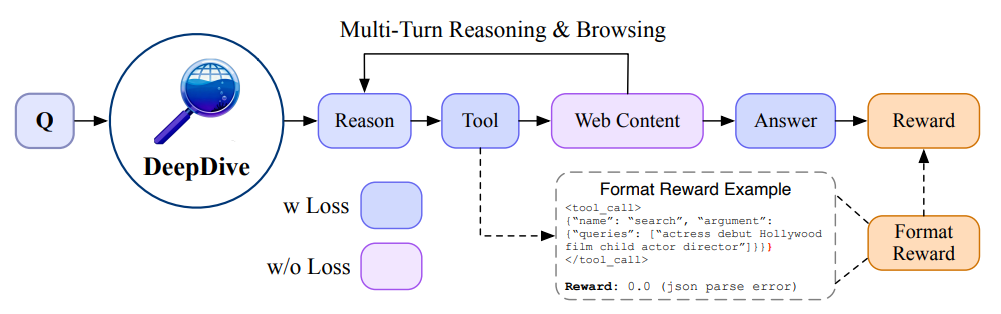 Multi-Turn Reasoning & Browsing
Q
DeepDive
Reason
Tool
Web Content
Answer
Reward
w Loss
w/o Loss
Format Reward Example
<tool_call>
{“name”: “search”, “argument”:
{“queries”: [“actress debut Hollywood
film child actor director”]}}}
</tool_call>
Reward: 0.0 (json parse error)
Format
Reward